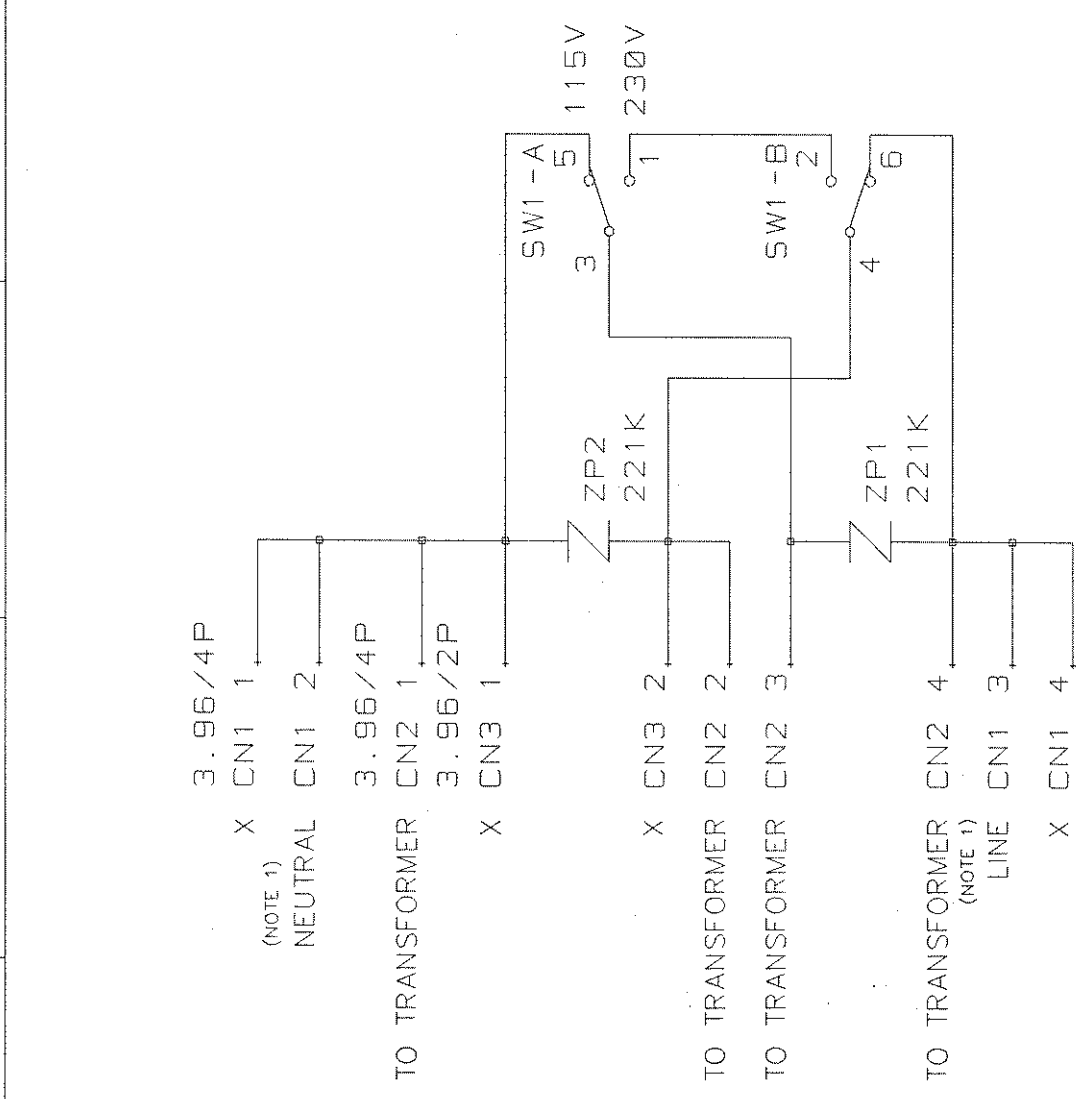 3.96/4P
X CN1 1
(NOTE 1)
NEUTRAL CN1 2
3.96/4P
TO TRANSFORMER CN2 1
3.96/2P
X CN3 1
X CN3 2
TO TRANSFORMER CN2 2
TO TRANSFORMER CN2 3
TO TRANSFORMER CN2 4
(NOTE 1)
LINE CN1 3
X CN1 4
ZP2
221K
ZP1
221K
SW1-A
3
5
1
115V
230V
SW1-B
4
2
6